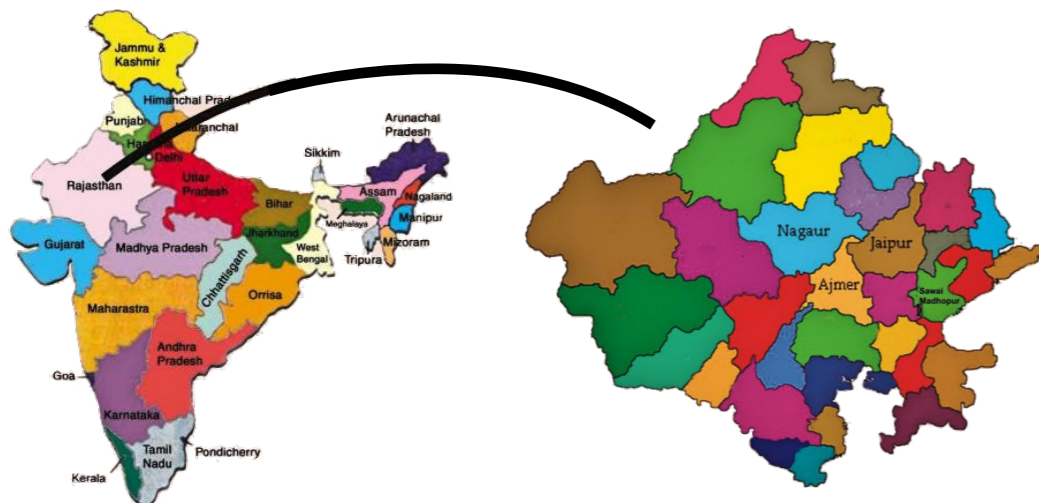 Jammu &
Kashmir
Himanchal Pradesh
Punjab
Haryana
Delhi
Rajasthan
Uttar
Pradesh
Arunachal
Pradesh
Sikkim
Bihar
Assam
Nagaland
Meghalaya
Manipur
Gujarat
Madhya Pradesh
Jharkhand
West
Bengal
Tripura
Mizoram
Chhattisgarh
Maharastra
Orrisa
Andhra
Pradesh
Goa
Karnataka
Tamil
Nadu
Pondicherry
Kerala
Nagaur
Jaipur
Ajmer
Sawai
Madhopur